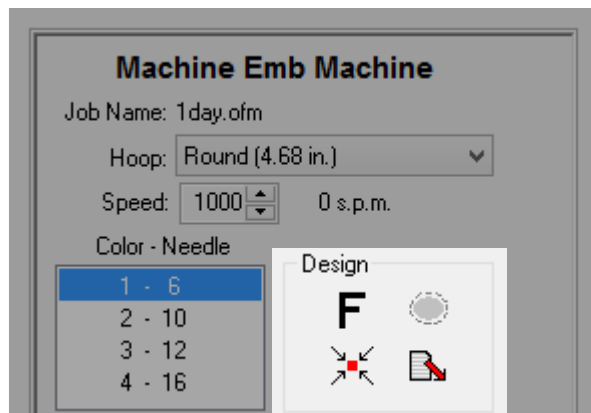 Machine Emb Machine
Job Name: 1day.ofm
Hoop: Round (4.68 in.)
Speed: 1000 0 s.p.m.
Color - Needle
1 - 6
2 - 10
3 - 12
4 - 16
Design
F